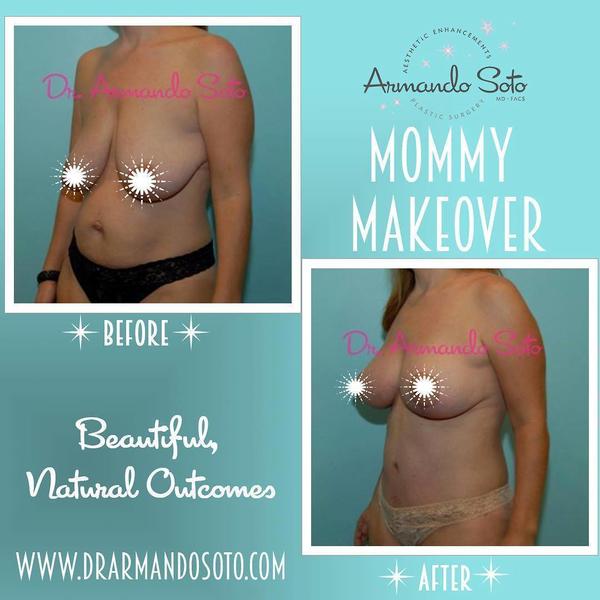 Dr. Armando Soto
AESTHETIC ENHANCEMENTS
Armando Soto
MD • FACS
PLASTIC SURGERY
MOMMY
MAKEOVER
BEFORE
Dr. Armando Soto
Beautiful,
Natural Outcomes
WWW.DRARMANDOSOTO.COM
AFTER